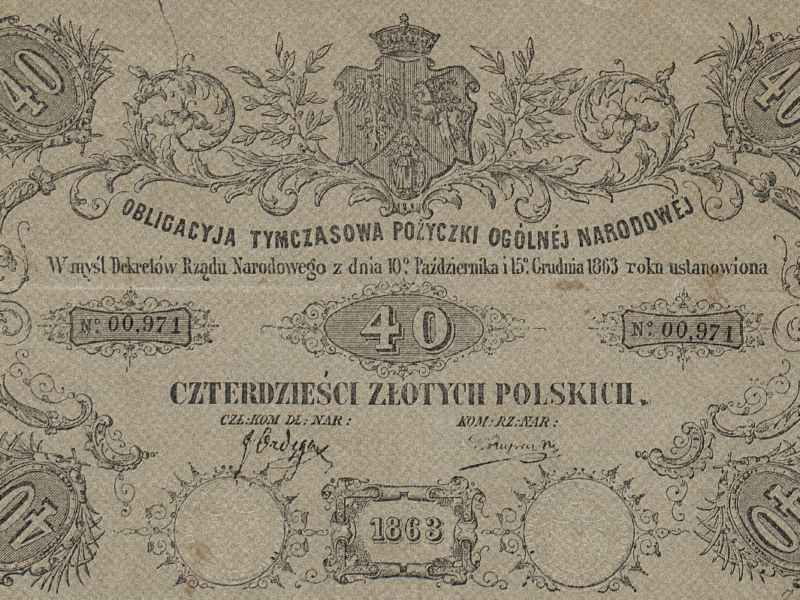 40 40
OBLIGACYJA TYMCZASOWA POŻYCZKI OGÓLNÉJ NARODOWÉJ
W myśl Dekretów Rządu Narodowego z dnia 10º Października i 15º Grudnia 1863 roku ustanowiona
Nº 00,971 40 Nº 00,971
CZTERDZIEŚCI ZŁOTYCH POLSKICH.
CZŁ:KOM DŁ: NAR: KOM:RZ:NAR:
40 1863 40